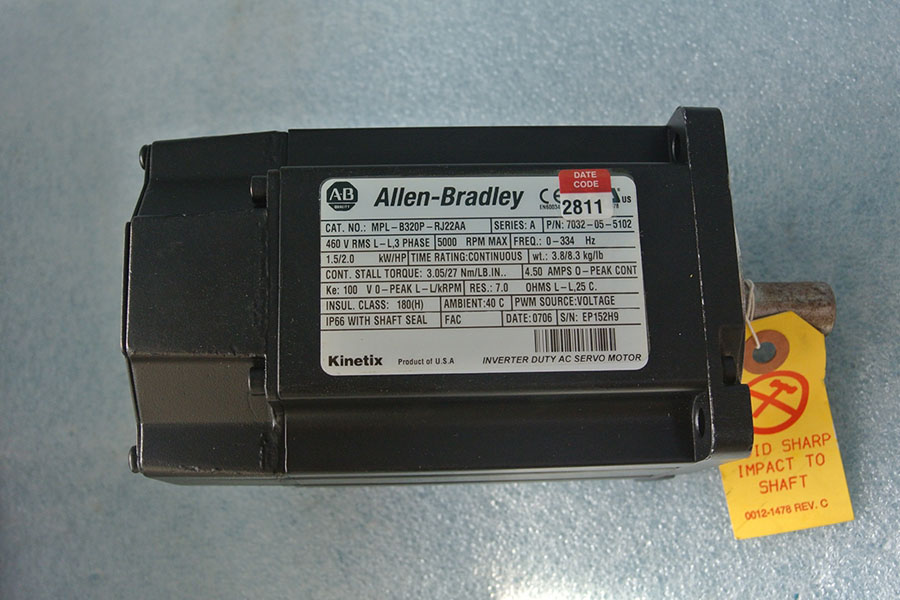 A-B
QUALITY
Allen-Bradley
CE
US
DATE
CODE
2811
CAT. NO.: MPL-B320P-RJ22AA SERIES: A P/N: 7032-05-5102
460 V RMS L-L,3 PHASE 5000 RPM MAX FREQ.: 0-334 Hz
1.5/2.0 kW/HP TIME RATING:CONTINUOUS wt.: 3.8/8.3 kg/lb
CONT. STALL TORQUE: 3.05/27 Nm/LB.IN.. 4.50 AMPS O-PEAK CONT
Ke: 100 V O-PEAK L-L/kRPM RES.: 7.0 OHMS L-L,25 C.
INSUL. CLASS: 180(H) AMBIENT:40 C PWM SOURCE:VOLTAGE
IP66 WITH SHAFT SEAL FAC DATE:0706 S/N: EP152H9
Kinetix Product of U.S.A INVERTER DUTY AC SERVO MOTOR
SHARP
IMPACT TO
SHAFT
0012-1478 REV. C